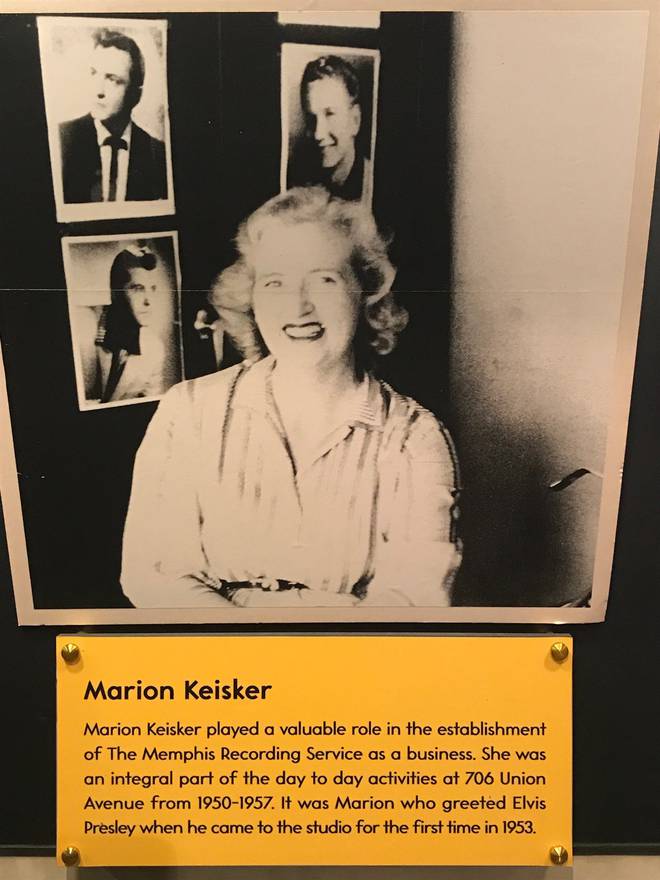 Marion Keisker
Marion Keisker played a valuable role in the establishment
of The Memphis Recording Service as a business. She was
an integral part of the day to day activities at 706 Union
Avenue from 1950-1957. It was Marion who greeted Elvis
Presley when he came to the studio for the first time in 1953.